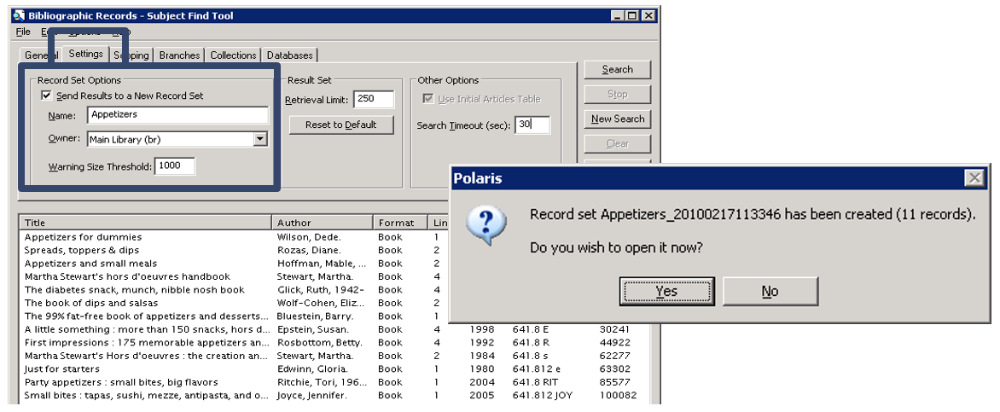 Bibliographic Records - Subject Find Tool
File
General Settings Scoping Branches Collections Databases
Record Set Options
Send Results to a New Record Set
Name: Appetizers
Owner: Main Library (br)
Warning Size Threshold: 1000
Result Set
Retrieval Limit: 250
Reset to Default
Other Options
Use Initial Articles Table
Search Timeout (sec): 30
Search
Stop
New Search
Clear
Polaris
Record set Appetizers_20100217113346 has been created (11 records).
Do you wish to open it now?
Yes No
Title Author Format Lin
Appetizers for dummies Wilson, Dede. Book 1
Spreads, toppers & dips Rozas, Diane. Book 2
Appetizers and small meals Hoffman, Mable, ... Book 2
Martha Stewart's hors d'oeuvres handbook Stewart, Martha. Book 4
The diabetes snack, munch, nibble nosh book Glick, Ruth, 1942- Book 4
The book of dips and salsas Wolf-Cohen, Eliz... Book 2
The 99% fat-free book of appetizers and desserts... Bluestein, Barry. Book 1
A little something : more than 150 snacks, hors d... Epstein, Susan. Book 4 1998 641.8 E 30241
First impressions : 175 memorable appetizers an... Rosbottom, Betty. Book 4 1992 641.8 R 44922
Martha Stewart's Hors d'oeuvres : the creation an... Stewart, Martha. Book 2 1984 641.8 s 62277
Just for starters Edwinn, Gloria. Book 1 1980 641.812 e 63302
Party appetizers : small bites, big flavors Ritchie, Tori, 196... Book 1 2004 641.8 RIT 85577
Small bites : tapas, sushi, mezze, antipasta, and o... Joyce, Jennifer. Book 1 2005 641.812 JOY 100082